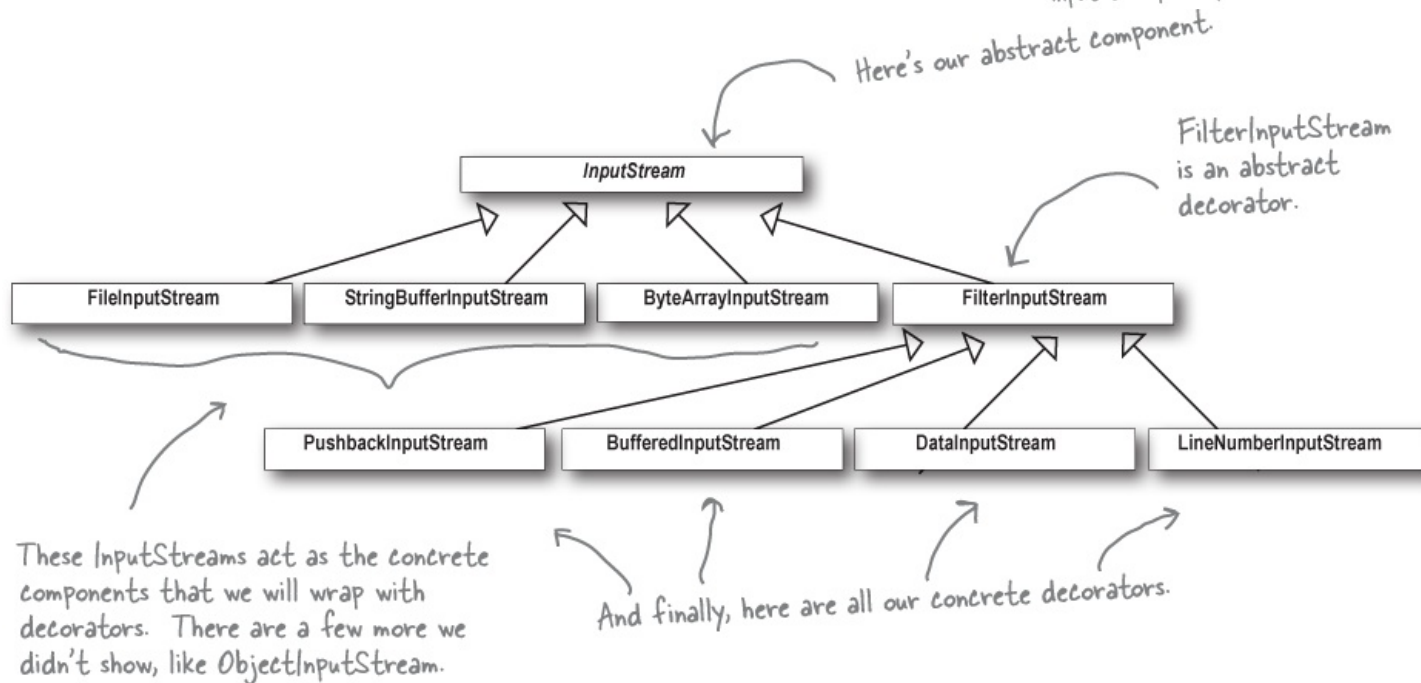 Here's our abstract component.
FilterInputStream
is an abstract
decorator.
InputStream
FileInputStream
StringBufferInputStream
ByteArrayInputStream
FilterInputStream
PushbackInputStream
BufferedInputStream
DataInputStream
LineNumberInputStream
These InputStreams act as the concrete
components that we will wrap with
decorators. There are a few more we
didn't show, like ObjectInputStream.
And finally, here are all our concrete decorators.